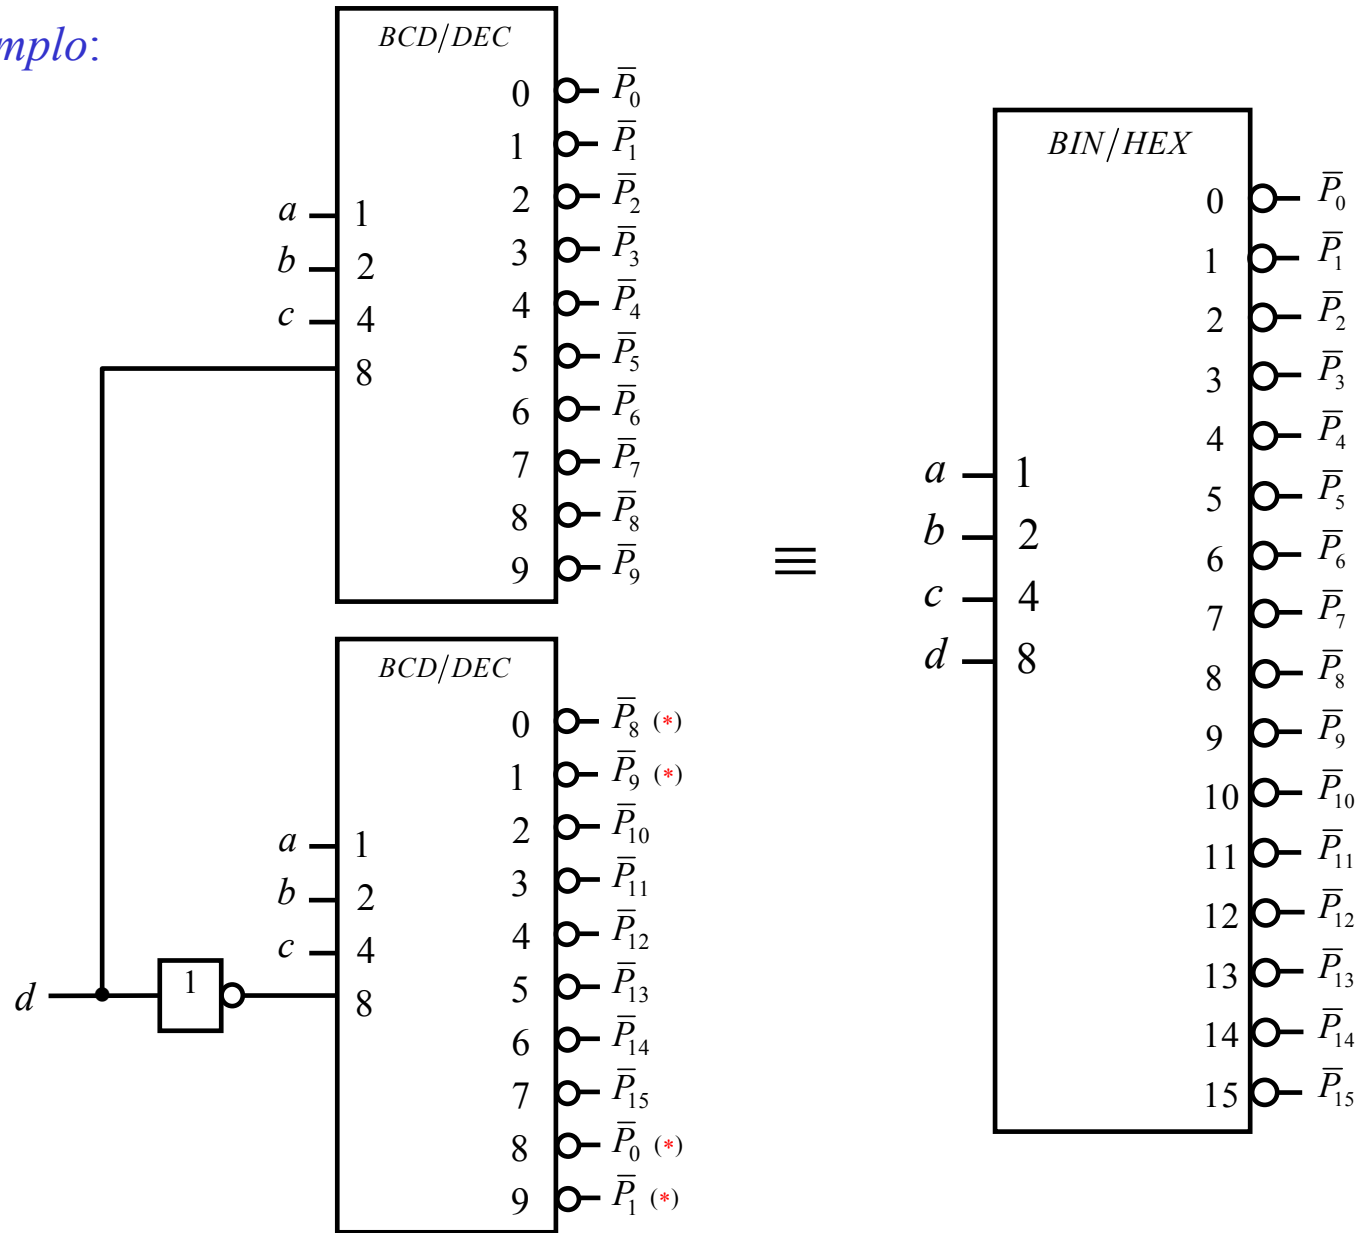 mplo:
BCD/DEC
0 P̅₀
1 P̅₁
2 P̅₂
3 P̅₃
4 P̅₄
5 P̅₅
6 P̅₆
7 P̅₇
8 P̅₈
9 P̅₉
a 1
b 2
c 4
8
BCD/DEC
0 P̅₈ (*)
1 P̅₉ (*)
2 P̅₁₀
3 P̅₁₁
4 P̅₁₂
5 P̅₁₃
6 P̅₁₄
7 P̅₁₅
8 P̅₀ (*)
9 P̅₁ (*)
a 1
b 2
c 4
d 1 8
≡
BIN/HEX
0 P̅₀
1 P̅₁
2 P̅₂
3 P̅₃
4 P̅₄
5 P̅₅
6 P̅₆
7 P̅₇
8 P̅₈
9 P̅₉
10 P̅₁₀
11 P̅₁₁
12 P̅₁₂
13 P̅₁₃
14 P̅₁₄
15 P̅₁₅
a 1
b 2
c 4
d 8